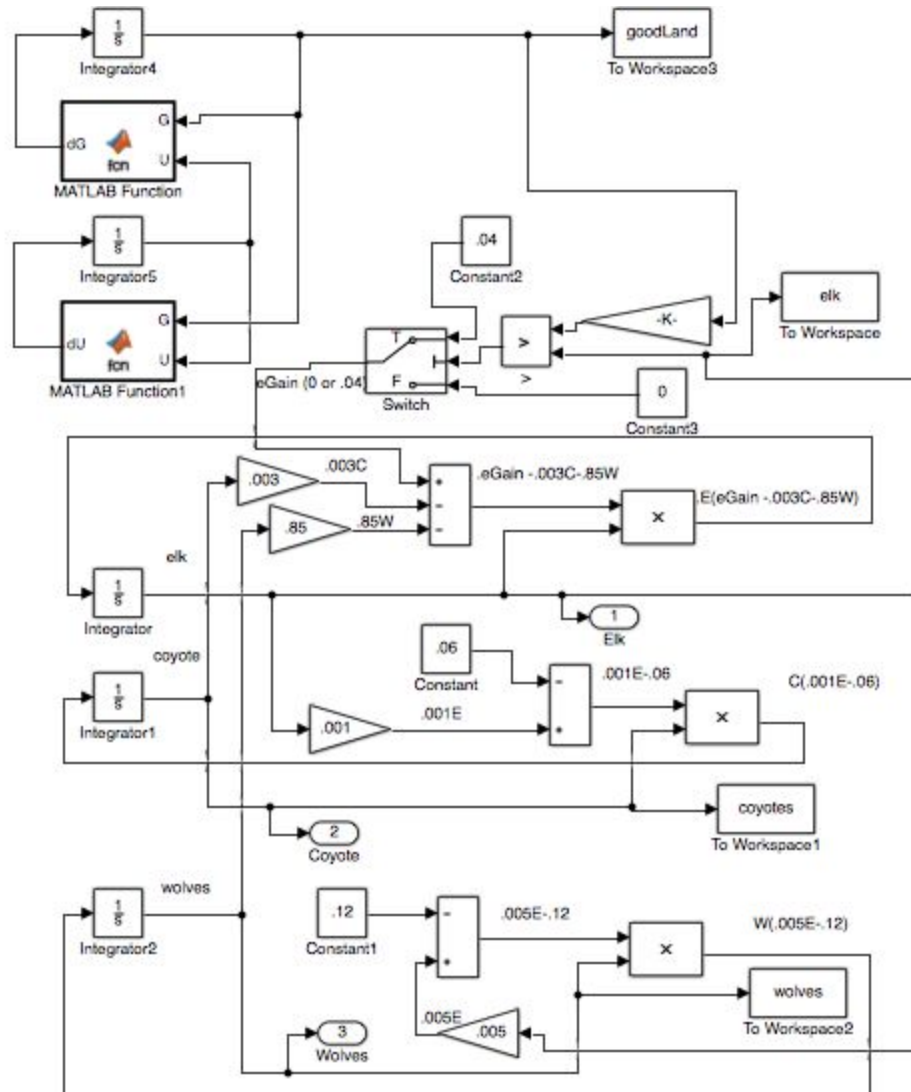 1
s
Integrator4
goodLand
To Workspace3
G
dG
U
fcn
MATLAB Function
1
s
Integrator5
.04
Constant2
G
dU
U
fcn
MATLAB Function1
elk
To Workspace
-K-
>
>
T
F
Switch
eGain (0 or .04)
0
Constant3
.003
.003C
+
-
-
.eGain -.003C-.85W
×
.E(eGain -.003C-.85W)
.85
.85W
elk
1
s
Integrator
1
Elk
coyote
1
s
Integrator1
.06
Constant
-
+
.001E-.06
×
C(.001E-.06)
.001
.001E
coyotes
To Workspace1
2
Coyote
wolves
1
s
Integrator2
.12
Constant1
-
+
.005E-.12
×
W(.005E-.12)
wolves
To Workspace2
.005E
.005
3
Wolves